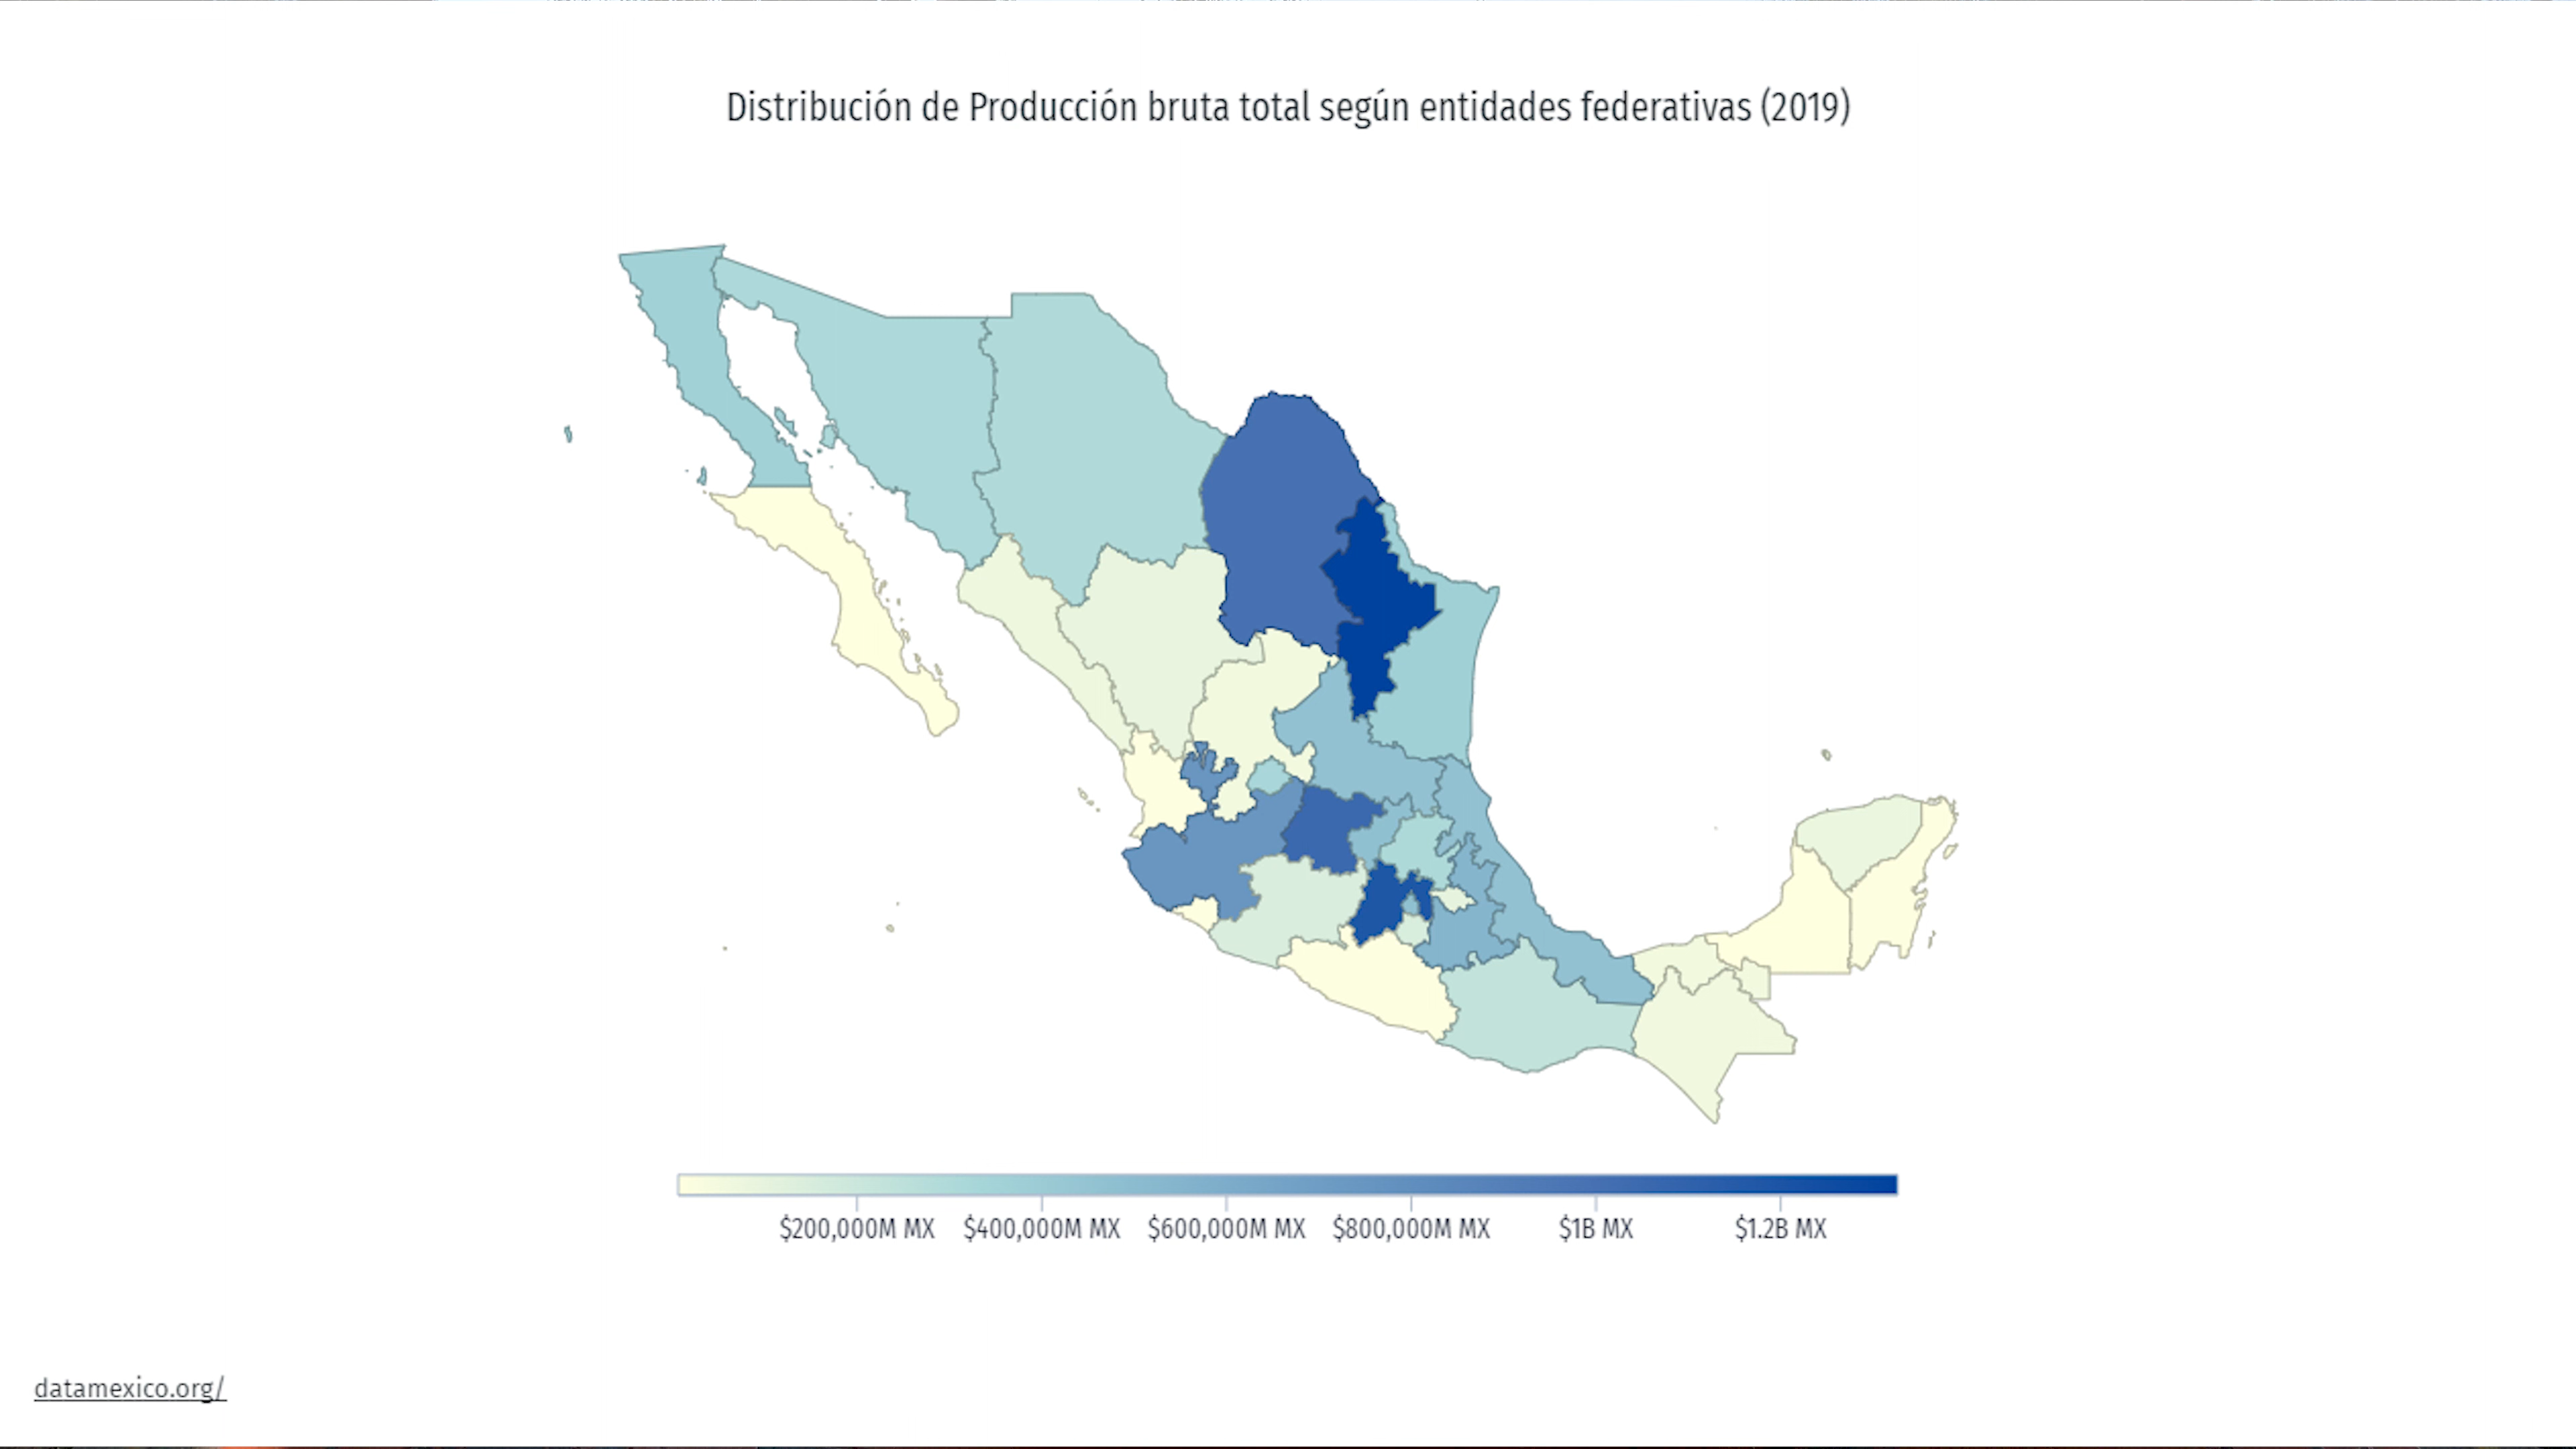 Distribución de Producción bruta total según entidades federativas (2019)
$200,000M MX $400,000M MX $600,000M MX $800,000M MX $1B MX $1.2B MX
datamexico.org/